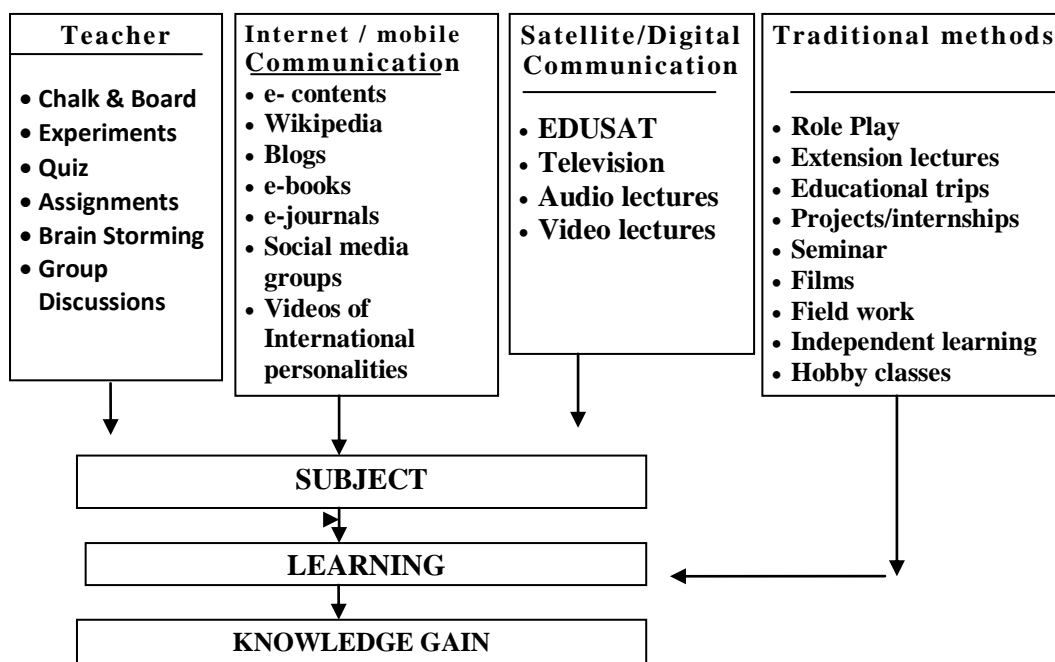 Teacher
• Chalk & Board
• Experiments
• Quiz
• Assignments
• Brain Storming
• Group
Discussions
Internet / mobile
Communication
• e- contents
• Wikipedia
• Blogs
• e-books
• e-journals
• Social media
groups
• Videos of
International
personalities
Satellite/Digital
Communication
• EDUSAT
• Television
• Audio lectures
• Video lectures
Traditional methods
• Role Play
• Extension lectures
• Educational trips
• Projects/internships
• Seminar
• Films
• Field work
• Independent learning
• Hobby classes
SUBJECT
LEARNING
KNOWLEDGE GAIN